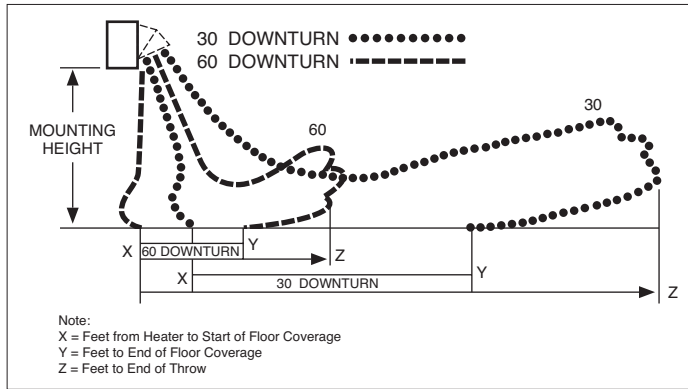 30 DOWNTURN
60 DOWNTURN
MOUNTING
HEIGHT
60
30
X
60 DOWNTURN
Y
Z
X
30 DOWNTURN
Y
Z
Note:
X = Feet from Heater to Start of Floor Coverage
Y = Feet to End of Floor Coverage
Z = Feet to End of Throw